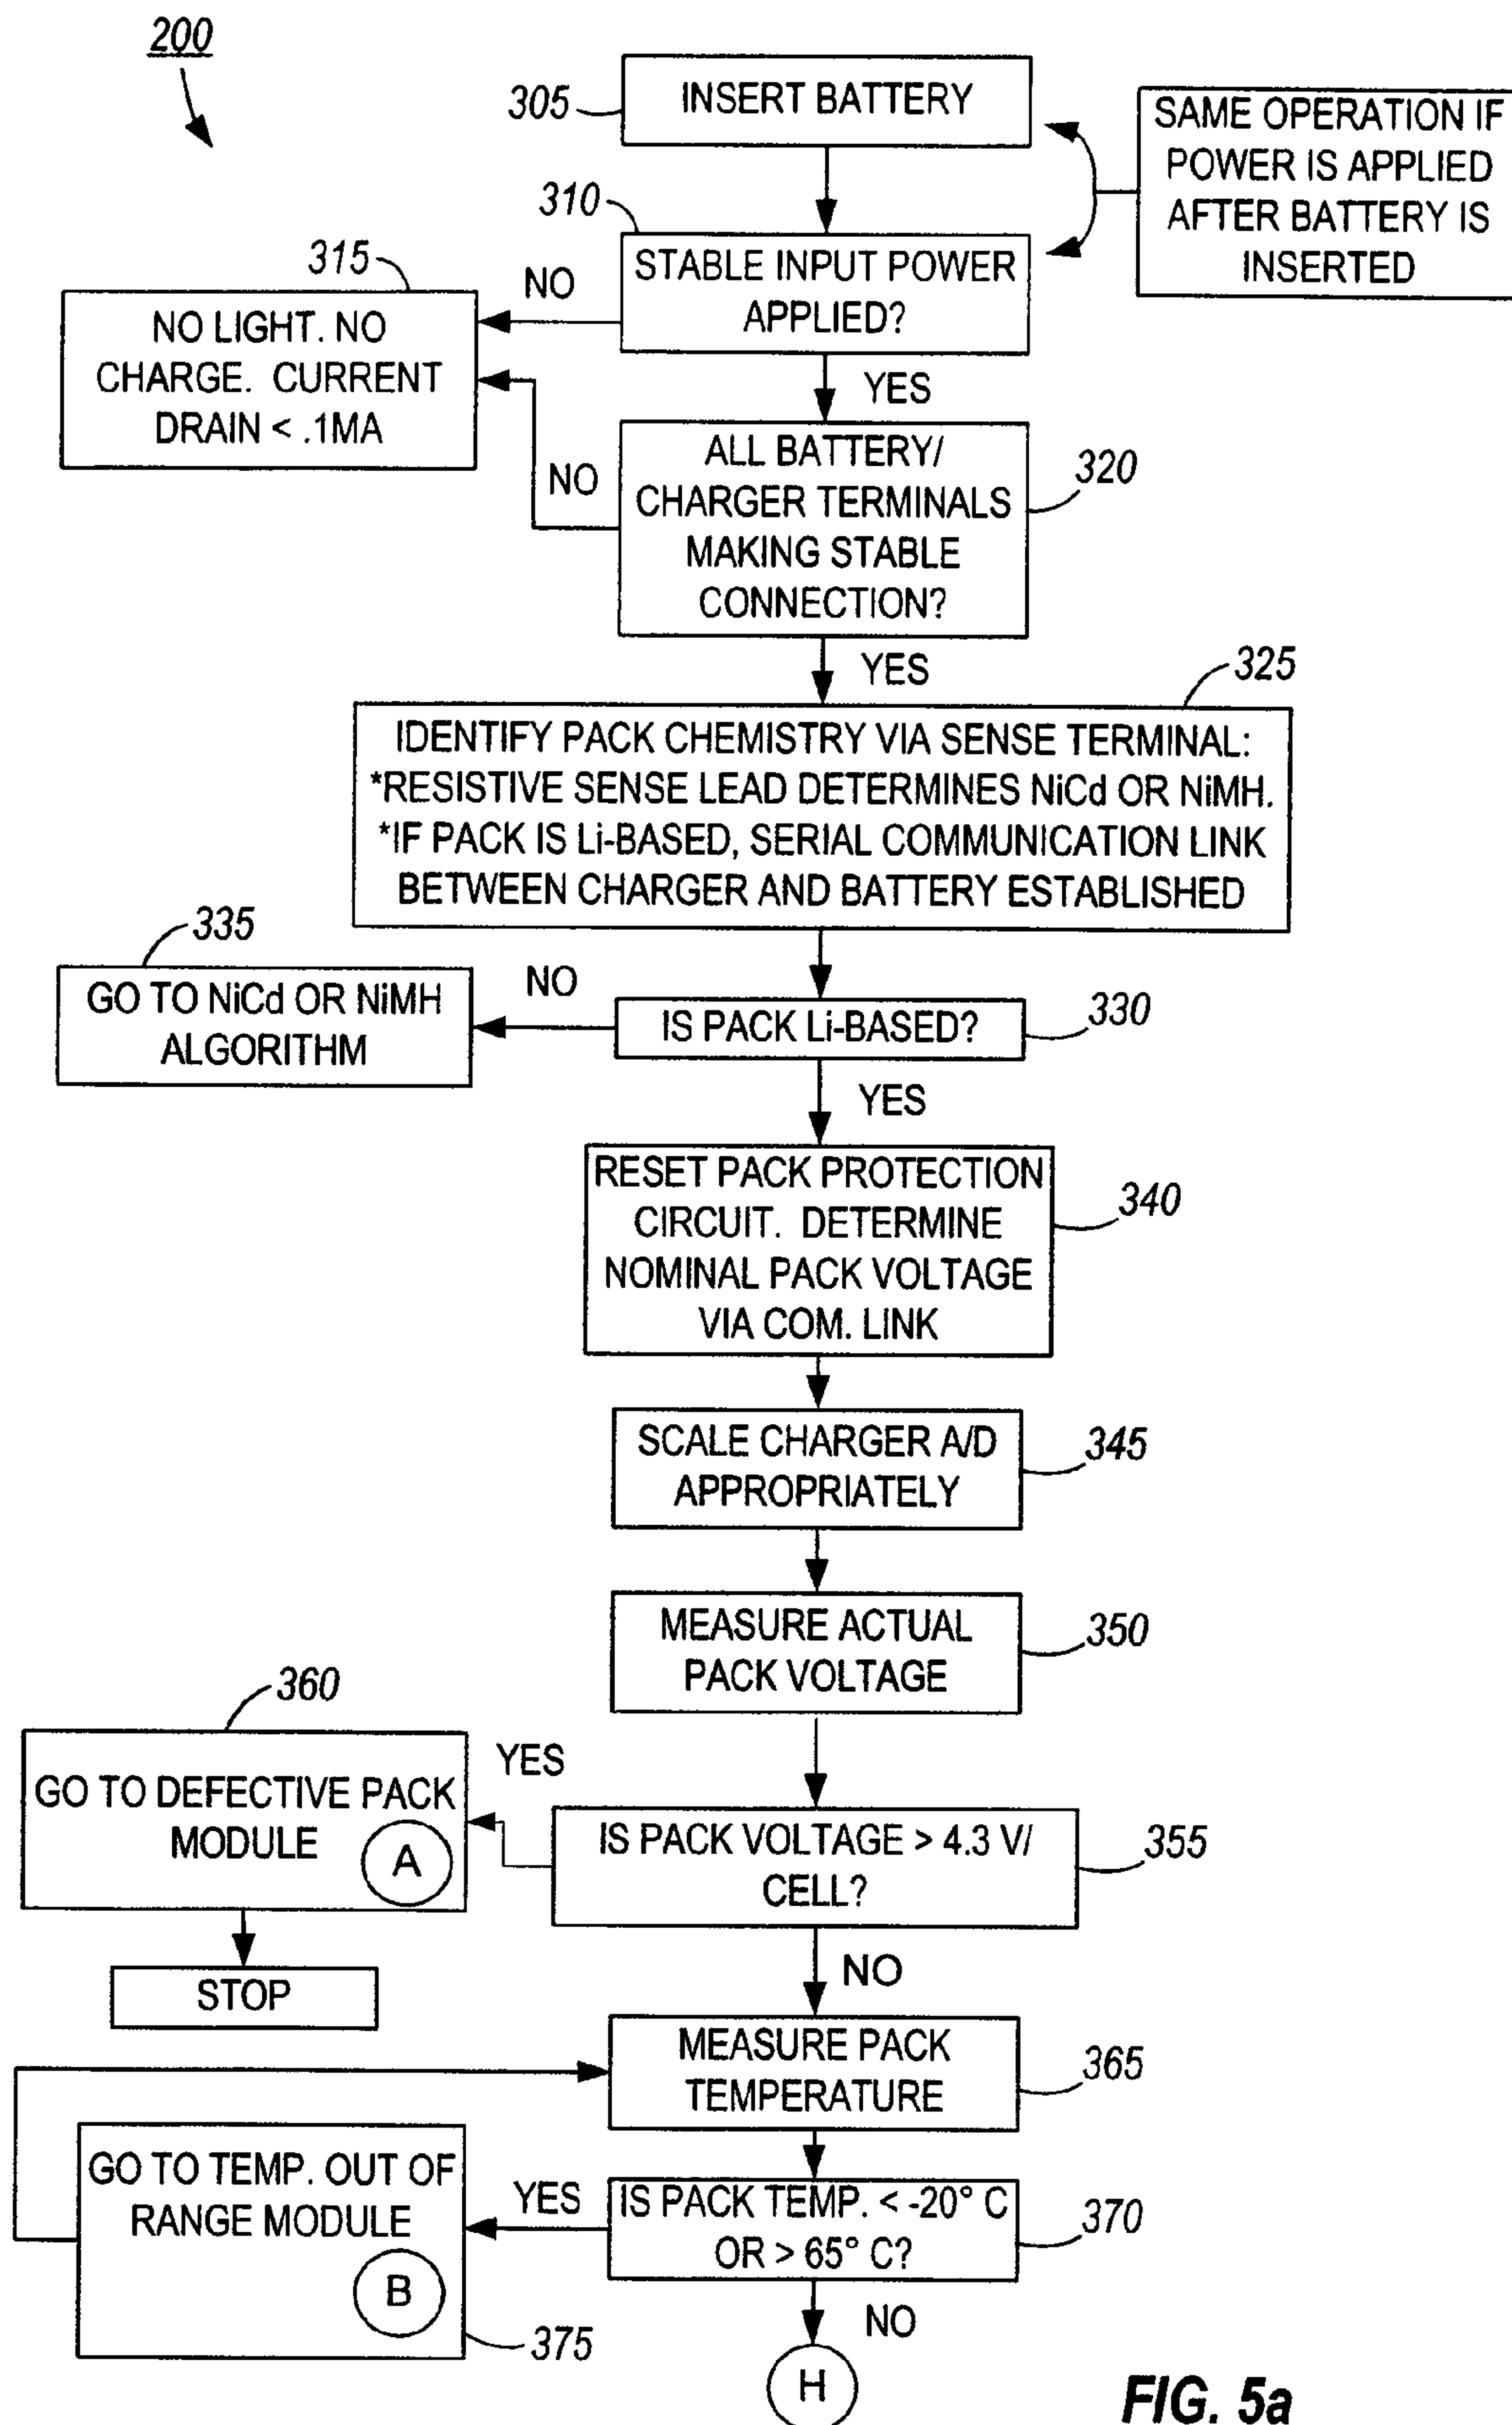 200
305
INSERT BATTERY
SAME OPERATION IF
POWER IS APPLIED
AFTER BATTERY IS
INSERTED
310
STABLE INPUT POWER
APPLIED?
NO
315
NO LIGHT. NO
CHARGE. CURRENT
DRAIN < .1MA
YES
ALL BATTERY/
CHARGER TERMINALS
MAKING STABLE
CONNECTION?
320
NO
YES
325
IDENTIFY PACK CHEMISTRY VIA SENSE TERMINAL:
*RESISTIVE SENSE LEAD DETERMINES NiCd OR NiMH.
*IF PACK IS Li-BASED, SERIAL COMMUNICATION LINK
BETWEEN CHARGER AND BATTERY ESTABLISHED
335
GO TO NiCd OR NiMH
ALGORITHM
NO
IS PACK Li-BASED?
330
YES
RESET PACK PROTECTION
CIRCUIT. DETERMINE
NOMINAL PACK VOLTAGE
VIA COM. LINK
340
SCALE CHARGER A/D
APPROPRIATELY
345
MEASURE ACTUAL
PACK VOLTAGE
350
360
GO TO DEFECTIVE PACK
MODULE
A
YES
IS PACK VOLTAGE > 4.3 V/
CELL?
355
STOP
NO
MEASURE PACK
TEMPERATURE
365
GO TO TEMP. OUT OF
RANGE MODULE
B
375
YES
IS PACK TEMP. < -20° C
OR > 65° C?
370
NO
H
FIG. 5a